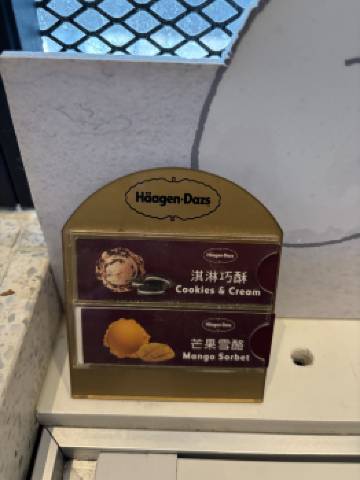 Häagen-Dazs
Häagen-Dazs
淇淋巧酥
Cookies & Cream
Häagen-Dazs
芒果雪酪
Mango Sorbet